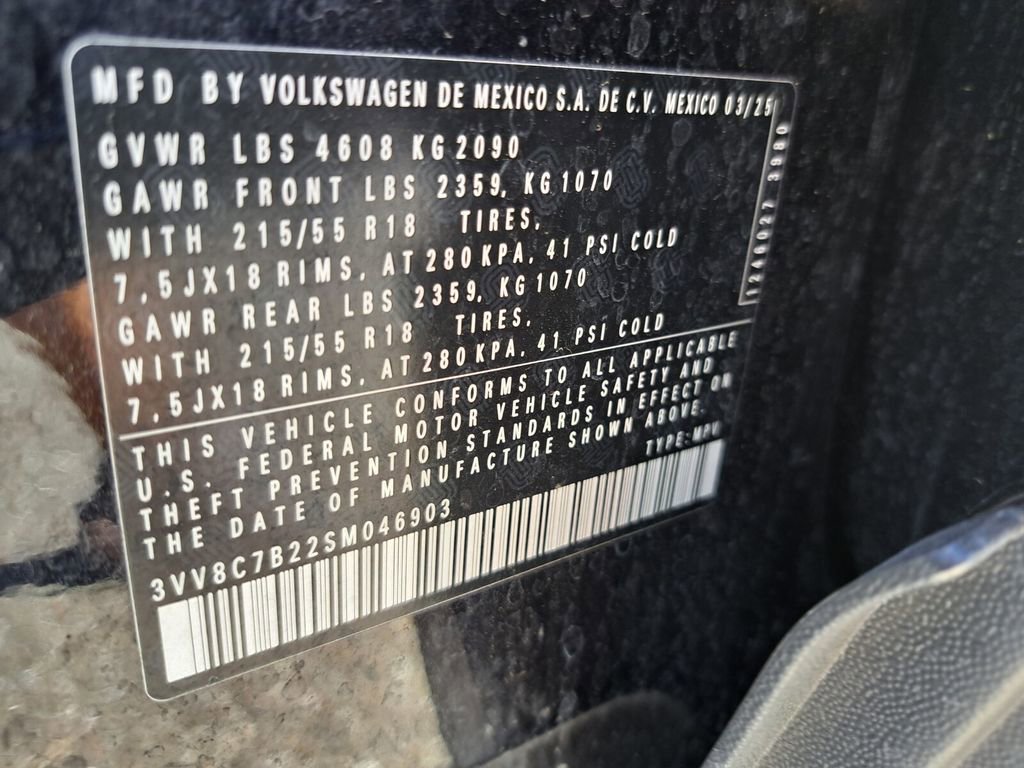 MFD BY VOLKSWAGEN DE MEXICO S.A. DE C.V. MEXICO 03/25
GVWR LBS 4608 KG 2090
GAWR FRONT LBS 2359, KG 1070
WITH 215/55 R18 TIRES,
7,5JX18 RIMS, AT 280 KPA, 41 PSI COLD
GAWR REAR LBS 2359, KG 1070
WITH 215/55 R18 TIRES,
7,5JX18 RIMS, AT 280 KPA, 41 PSI COLD
1246027 3980
THIS VEHICLE CONFORMS TO ALL APPLICABLE
U.S. FEDERAL MOTOR VEHICLE SAFETY AND
THEFT PREVENTION STANDARDS IN EFFECT ON
THE DATE OF MANUFACTURE SHOWN ABOVE.
TYPE:MPV
3VV8C7B22SM046903